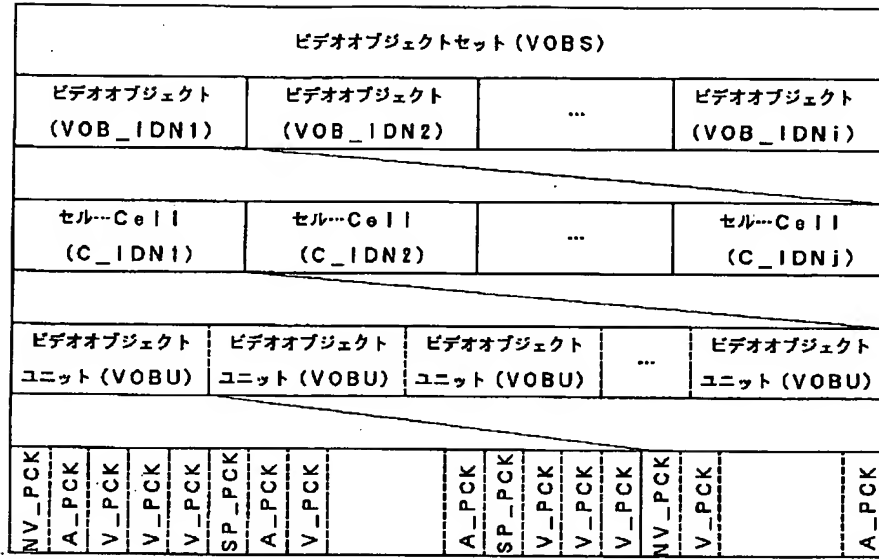 ビデオオブジェクトセット (VOBS)
ビデオオブジェクト
(VOB_IDN1)
ビデオオブジェクト
(VOB_IDN2)
…
ビデオオブジェクト
(VOB_IDNi)
セル…Cell
(C_IDN1)
セル…Cell
(C_IDN2)
…
セル…Cell
(C_IDNj)
ビデオオブジェクト
ユニット (VOBU)
ビデオオブジェクト
ユニット (VOBU)
ビデオオブジェクト
ユニット (VOBU)
…
ビデオオブジェクト
ユニット (VOBU)
NV_PCK
A_PCK
V_PCK
V_PCK
V_PCK
SP_PCK
A_PCK
V_PCK
A_PCK
SP_PCK
V_PCK
V_PCK
V_PCK
NV_PCK
V_PCK
A_PCK